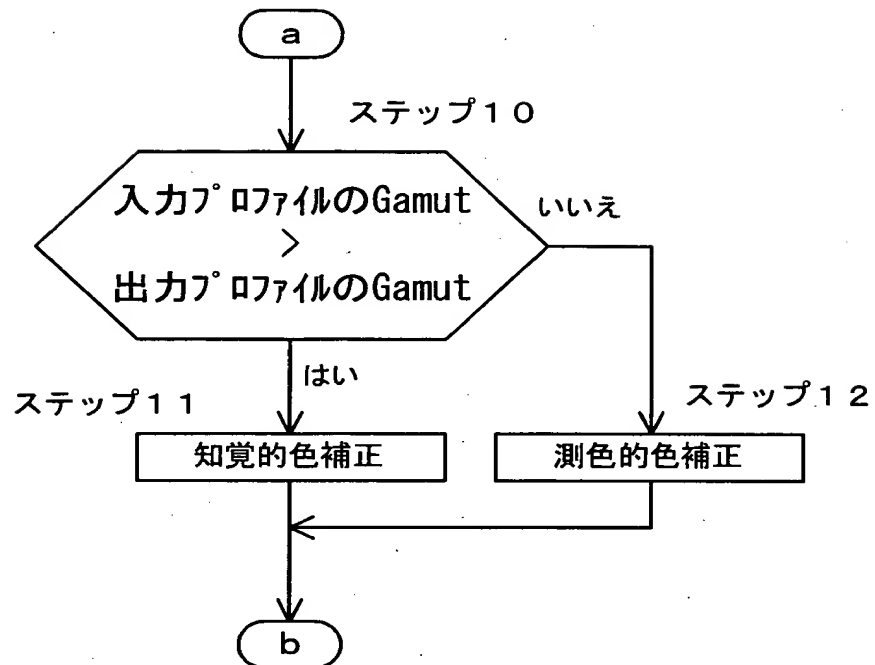 a
ステップ10
入力プロファイルのGamut
いいえ
>
出力プロファイルのGamut
はい
ステップ11
ステップ12
知覚的色補正
測色的色補正
b